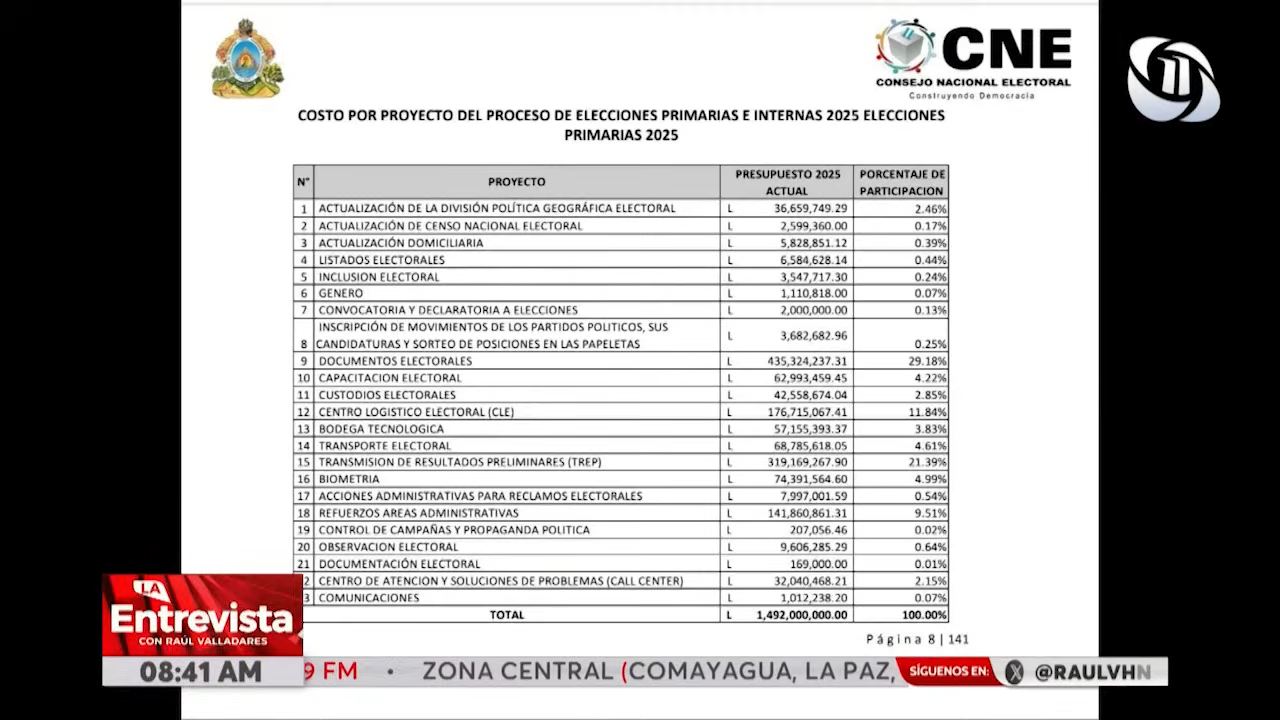 CNE
CONSEJO NACIONAL ELECTORAL
Construyendo Democracia
COSTO POR PROYECTO DEL PROCESO DE ELECCIONES PRIMARIAS E INTERNAS 2025 ELECCIONES
PRIMARIAS 2025
N° PROYECTO PRESUPUESTO 2025 ACTUAL PORCENTAJE DE PARTICIPACION
1 ACTUALIZACIÓN DE LA DIVISIÓN POLÍTICA GEOGRÁFICA ELECTORAL L 36,659,749.29 2.46%
2 ACTUALIZACIÓN DE CENSO NACIONAL ELECTORAL L 2,599,360.00 0.17%
3 ACTUALIZACIÓN DOMICILIARIA L 5,828,851.12 0.39%
4 LISTADOS ELECTORALES L 6,584,628.14 0.44%
5 INCLUSION ELECTORAL L 3,547,717.30 0.24%
6 GENERO L 1,110,818.00 0.07%
7 CONVOCATORIA Y DECLARATORIA A ELECCIONES L 2,000,000.00 0.13%
INSCRIPCIÓN DE MOVIMIENTOS DE LOS PARTIDOS POLITICOS, SUS
8 CANDIDATURAS Y SORTEO DE POSICIONES EN LAS PAPELETAS L 3,682,682.96 0.25%
9 DOCUMENTOS ELECTORALES L 435,324,237.31 29.18%
10 CAPACITACION ELECTORAL L 62,993,459.45 4.22%
11 CUSTODIOS ELECTORALES L 42,558,674.04 2.85%
12 CENTRO LOGISTICO ELECTORAL (CLE) L 176,715,067.41 11.84%
13 BODEGA TECNOLOGICA L 57,155,393.37 3.83%
14 TRANSPORTE ELECTORAL L 68,785,618.05 4.61%
15 TRANSMISION DE RESULTADOS PRELIMINARES (TREP) L 319,169,267.90 21.39%
16 BIOMETRIA L 74,391,564.60 4.99%
17 ACCIONES ADMINISTRATIVAS PARA RECLAMOS ELECTORALES L 7,997,001.59 0.54%
18 REFUERZOS AREAS ADMINISTRATIVAS L 141,860,861.31 9.51%
19 CONTROL DE CAMPAÑAS Y PROPAGANDA POLITICA L 207,056.46 0.02%
20 OBSERVACION ELECTORAL L 9,606,285.29 0.64%
21 DOCUMENTACIÓN ELECTORAL L 169,000.00 0.01%
2 CENTRO DE ATENCION Y SOLUCIONES DE PROBLEMAS (CALL CENTER) L 32,040,468.21 2.15%
3 COMUNICACIONES L 1,012,238.20 0.07%
TOTAL L 1,492,000,000.00 100.00%
Página 8 | 141
LA
Entrevista
CON RAÚL VALLADARES
08:41 AM
9 FM • ZONA CENTRAL (COMAYAGUA, LA PAZ,
SÍGUENOS EN: X @RAULVHN